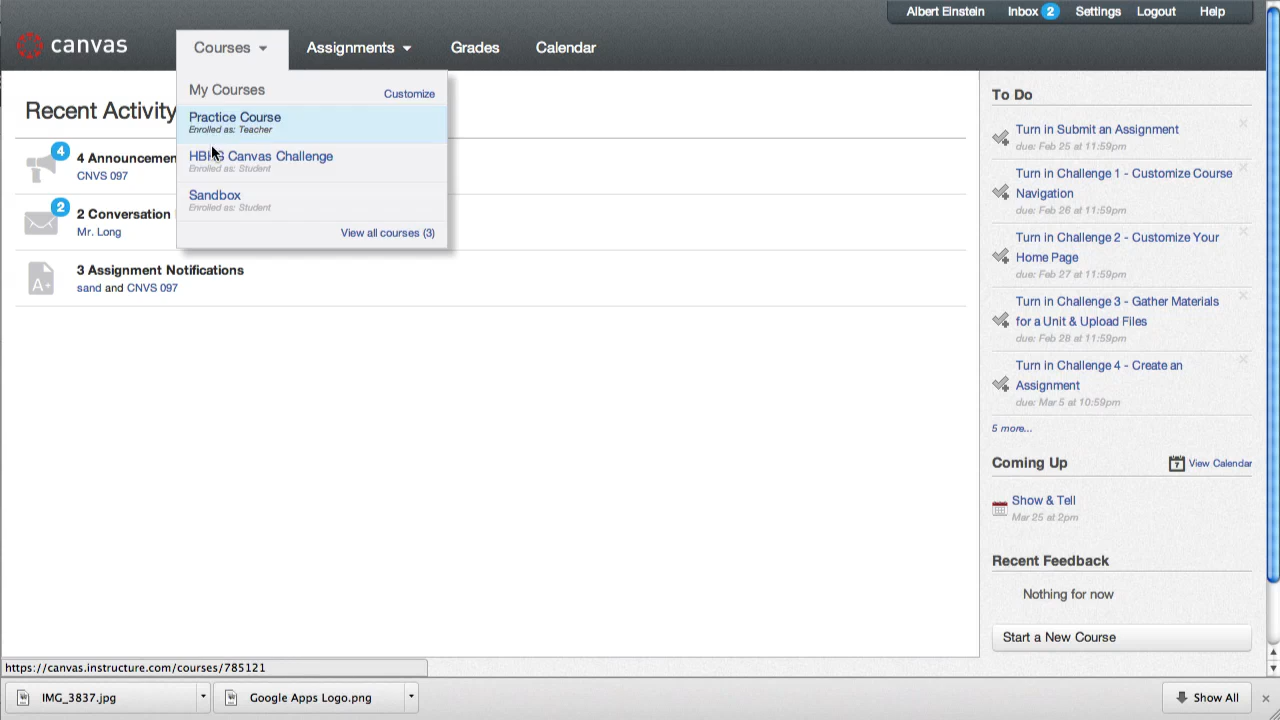 Albert Einstein Inbox 2 Settings Logout Help
canvas
Courses Assignments Grades Calendar
My Courses Customize
Practice Course
Enrolled as: Teacher
Canvas Challenge
Enrolled as: Student
Sandbox
Enrolled as: Student
View all courses (3)
Recent Activity
4
4 Announcemen
CNVS 097
2
2 Conversation
Mr. Long
3 Assignment Notifications
A+
sand and CNVS 097
To Do
Turn in Submit an Assignment
due: Feb 25 at 11:59pm
Turn in Challenge 1 - Customize Course
Navigation
due: Feb 26 at 11:59pm
Turn in Challenge 2 - Customize Your
Home Page
due: Feb 27 at 11:59pm
Turn in Challenge 3 - Gather Materials
for a Unit & Upload Files
due: Feb 28 at 11:59pm
Turn in Challenge 4 - Create an
Assignment
due: Mar 5 at 10:59pm
5 more...
Coming Up 7 View Calendar
Show & Tell
Mar 25 at 2pm
Recent Feedback
Nothing for now
Start a New Course
https://canvas.instructure.com/courses/785121
IMG_3837.jpg Google Apps Logo.png Show All